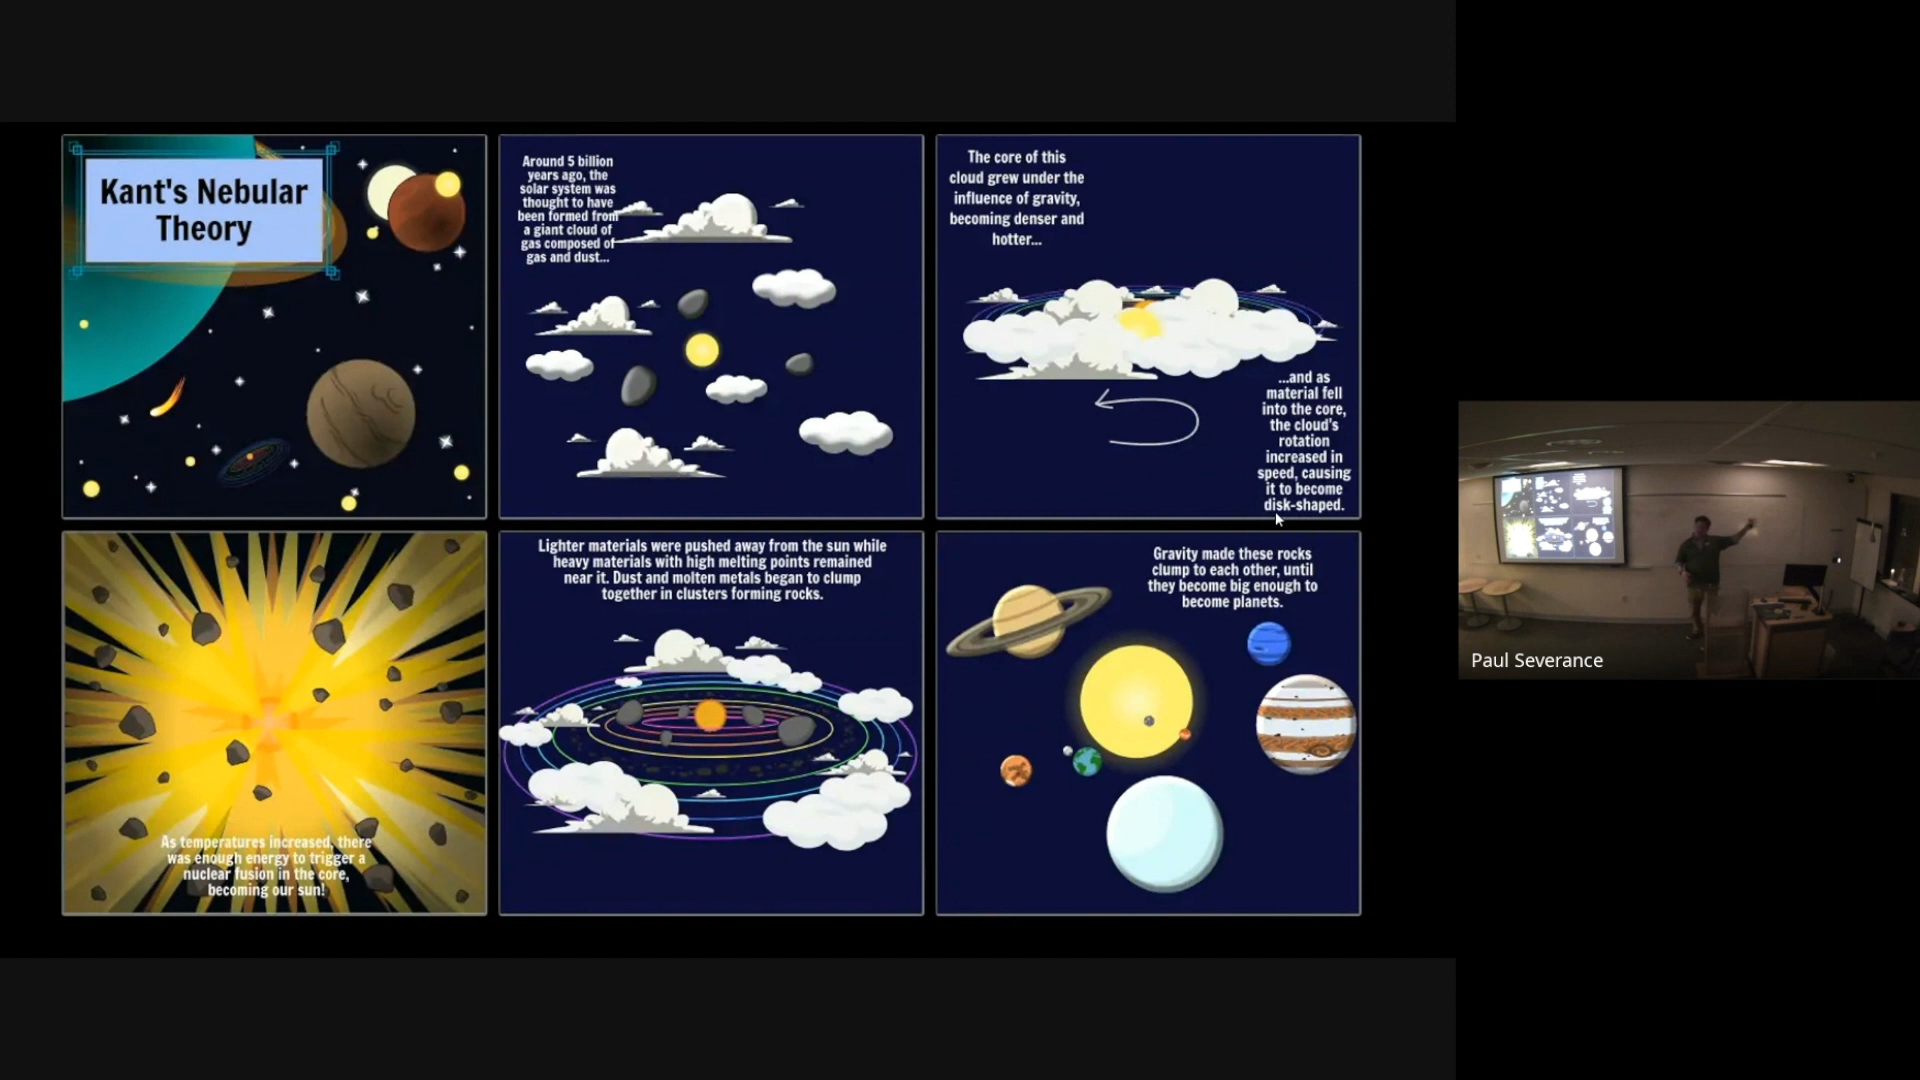 Kant's Nebular
Theory
Around 5 billion
years ago, the
solar system was
thought to have
been formed from
a giant cloud of
gas composed of
gas and dust...
The core of this
cloud grew under the
influence of gravity,
becoming denser and
hotter...
...and as
material fell
into the core,
the cloud's
rotation
increased in
speed, causing
it to become
disk-shaped.
As temperatures increased, there
was enough energy to trigger a
nuclear fusion in the core,
becoming our sun!
Lighter materials were pushed away from the sun while
heavy materials with high melting points remained
near it. Dust and molten metals began to clump
together in clusters forming rocks.
Gravity made these rocks
clump to each other, until
they become big enough to
become planets.
Paul Severance